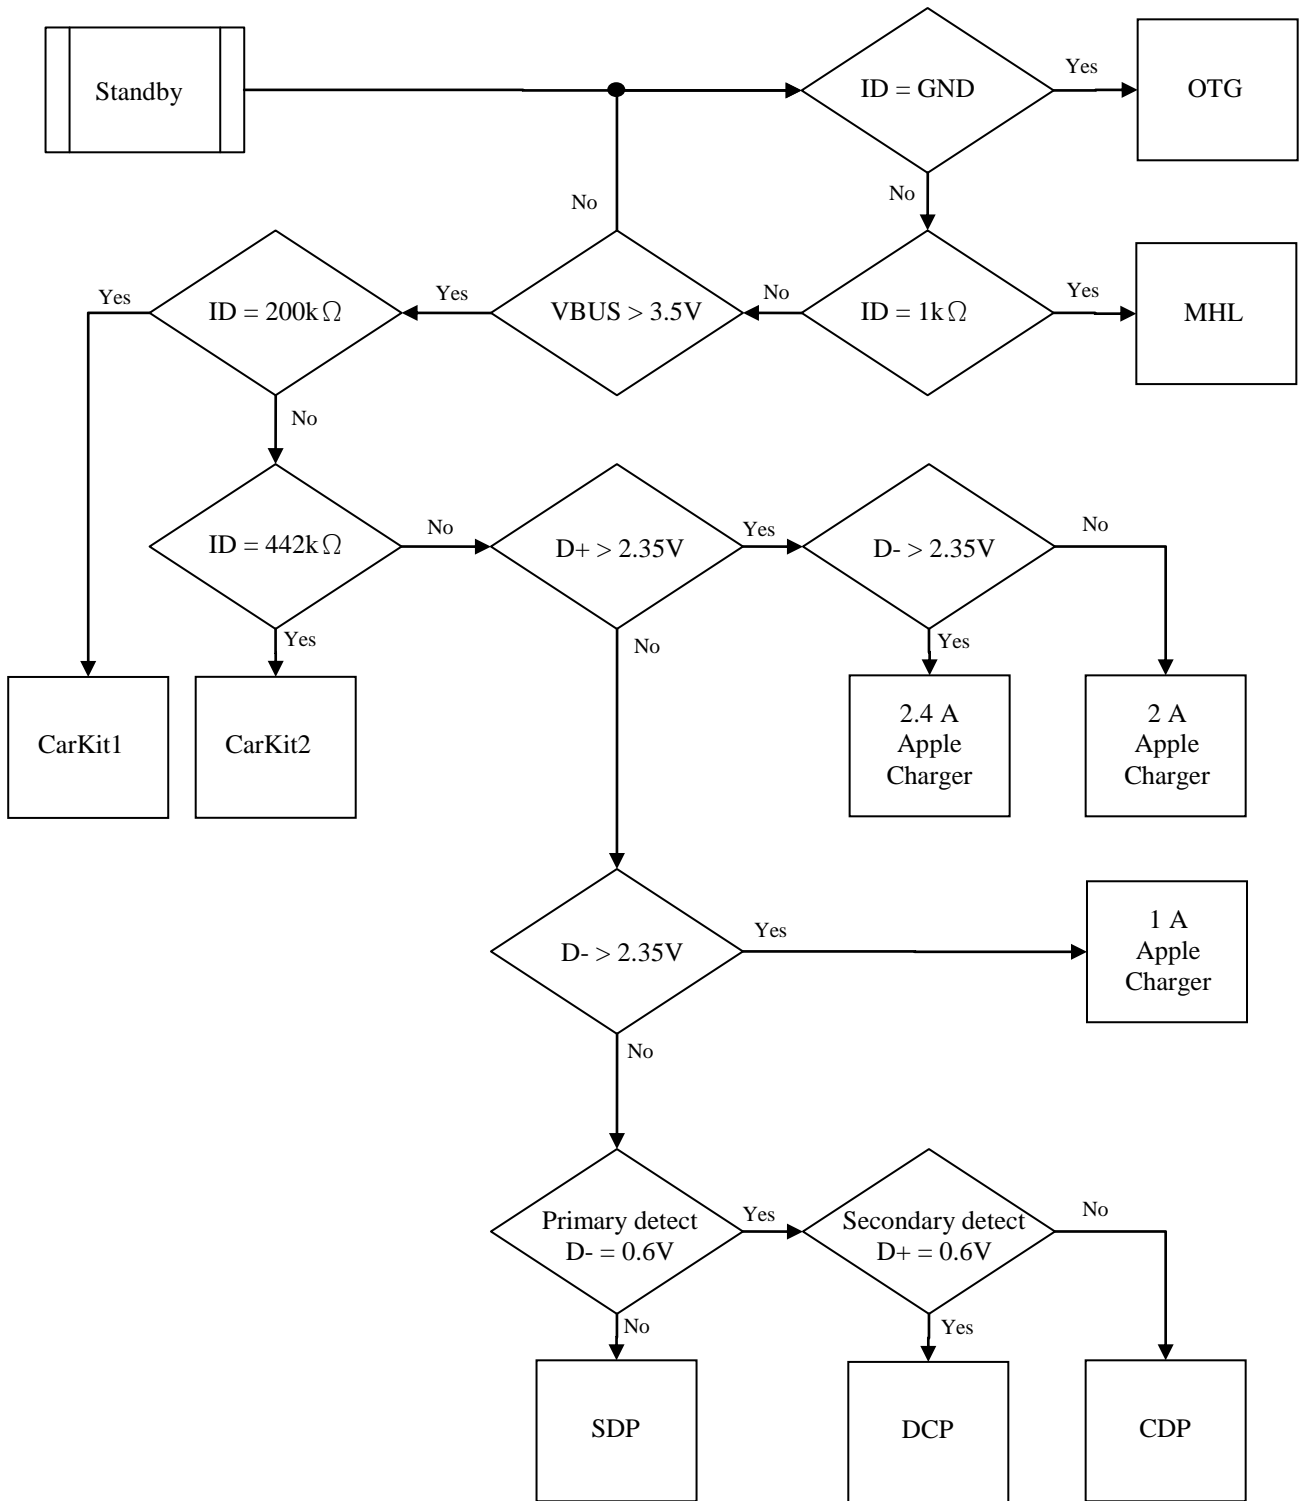 Standby
ID = GND
Yes
OTG
No
No
ID = 200kΩ
Yes
Yes
VBUS > 3.5V
No
ID = 1kΩ
Yes
MHL
No
ID = 442kΩ
No
D+ > 2.35V
Yes
D- > 2.35V
No
Yes
No
Yes
CarKit1
CarKit2
2.4 A
Apple
Charger
2 A
Apple
Charger
D- > 2.35V
Yes
1 A
Apple
Charger
No
Primary detect
D- = 0.6V
Yes
Secondary detect
D+ = 0.6V
No
No
Yes
SDP
DCP
CDP